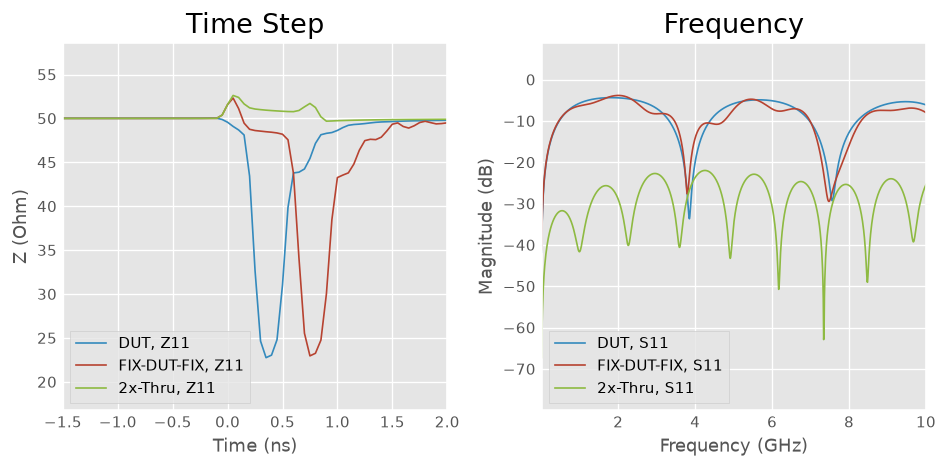 Time Step
Frequency
Z (Ohm)
55
50
45
40
35
30
25
20
DUT, Z11
FIX-DUT-FIX, Z11
2x-Thru, Z11
−1.5 −1.0 −0.5 0.0 0.5 1.0 1.5 2.0
Time (ns)
Magnitude (dB)
0
−10
−20
−30
−40
−50
−60
−70
DUT, S11
FIX-DUT-FIX, S11
2x-Thru, S11
2 4 6 8 10
Frequency (GHz)